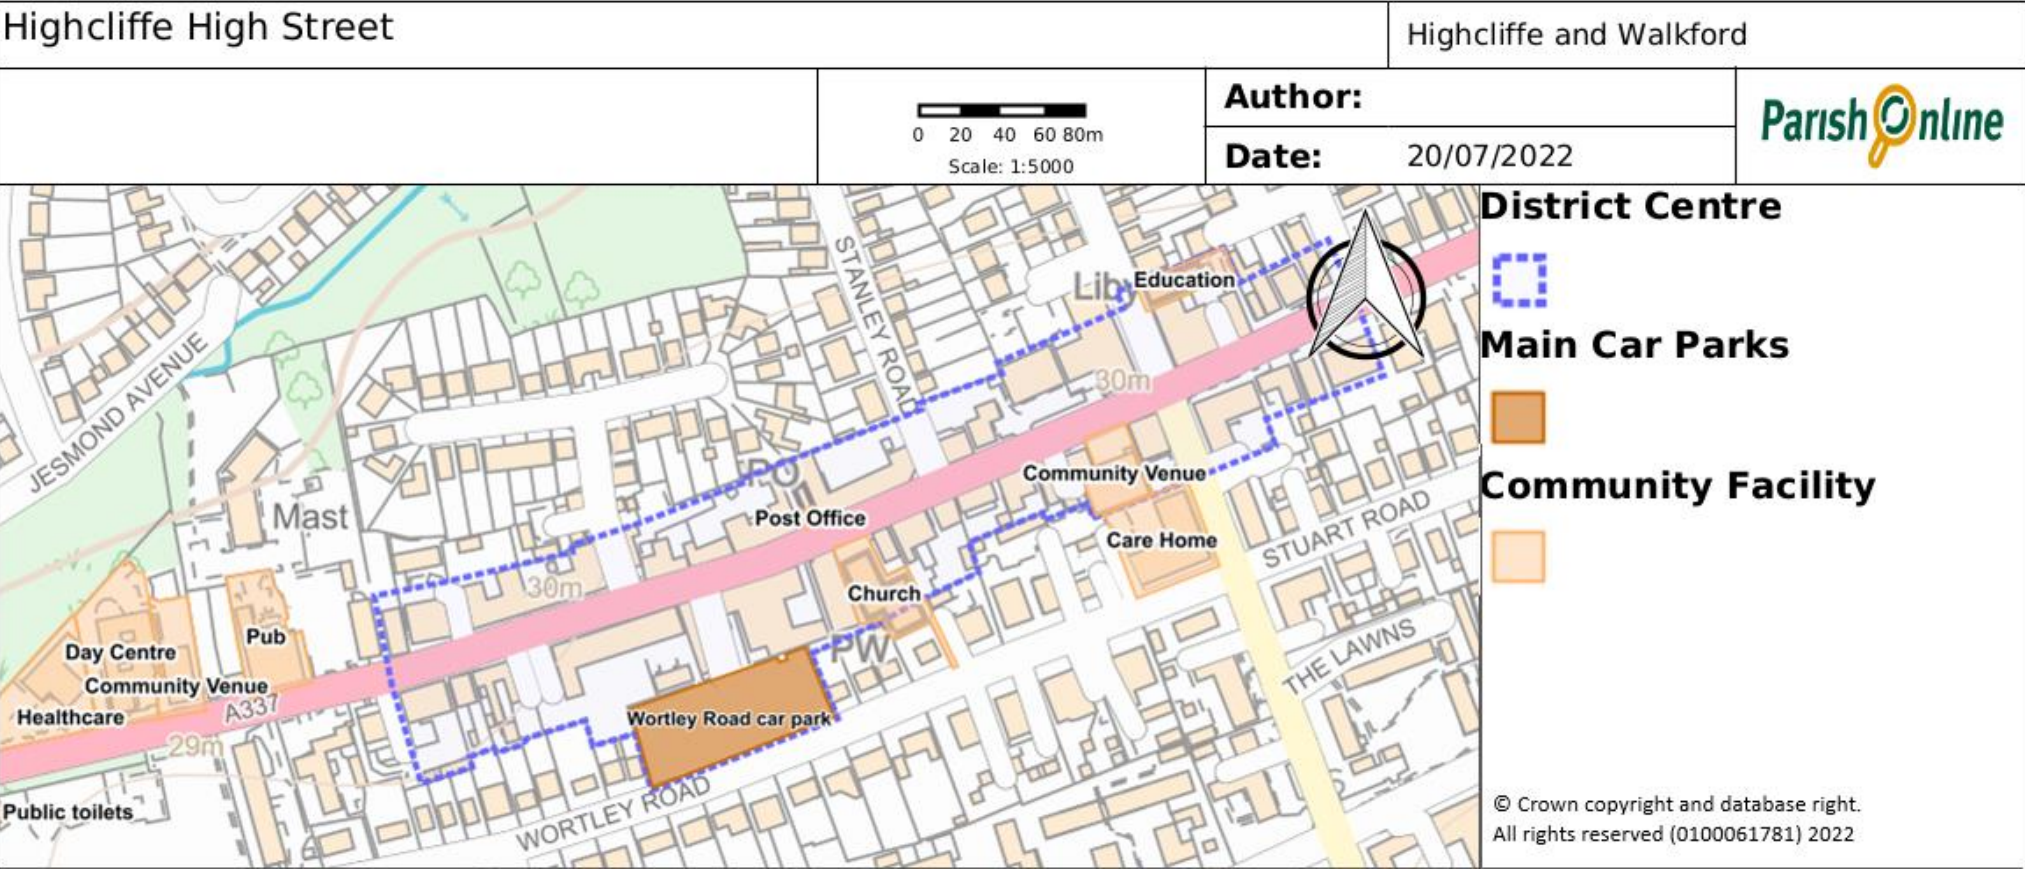 Highcliffe High Street
Highcliffe and Walkford
0 20 40 60 80m
Scale: 1:5000
Author:
Date: 20/07/2022
Parish Online
District Centre
Main Car Parks
Community Facility
© Crown copyright and database right.
All rights reserved (0100061781) 2022
STANLEY ROAD
Lib
Education
JESMOND AVENUE
30m
Community Venue
PO
Post Office
Mast
Care Home
STUART ROAD
30m
Church
PW
Pub
Day Centre
Community Venue
Healthcare
A337
29m
THE LAWNS
Wortley Road car park
WORTLEY ROAD
Public toilets